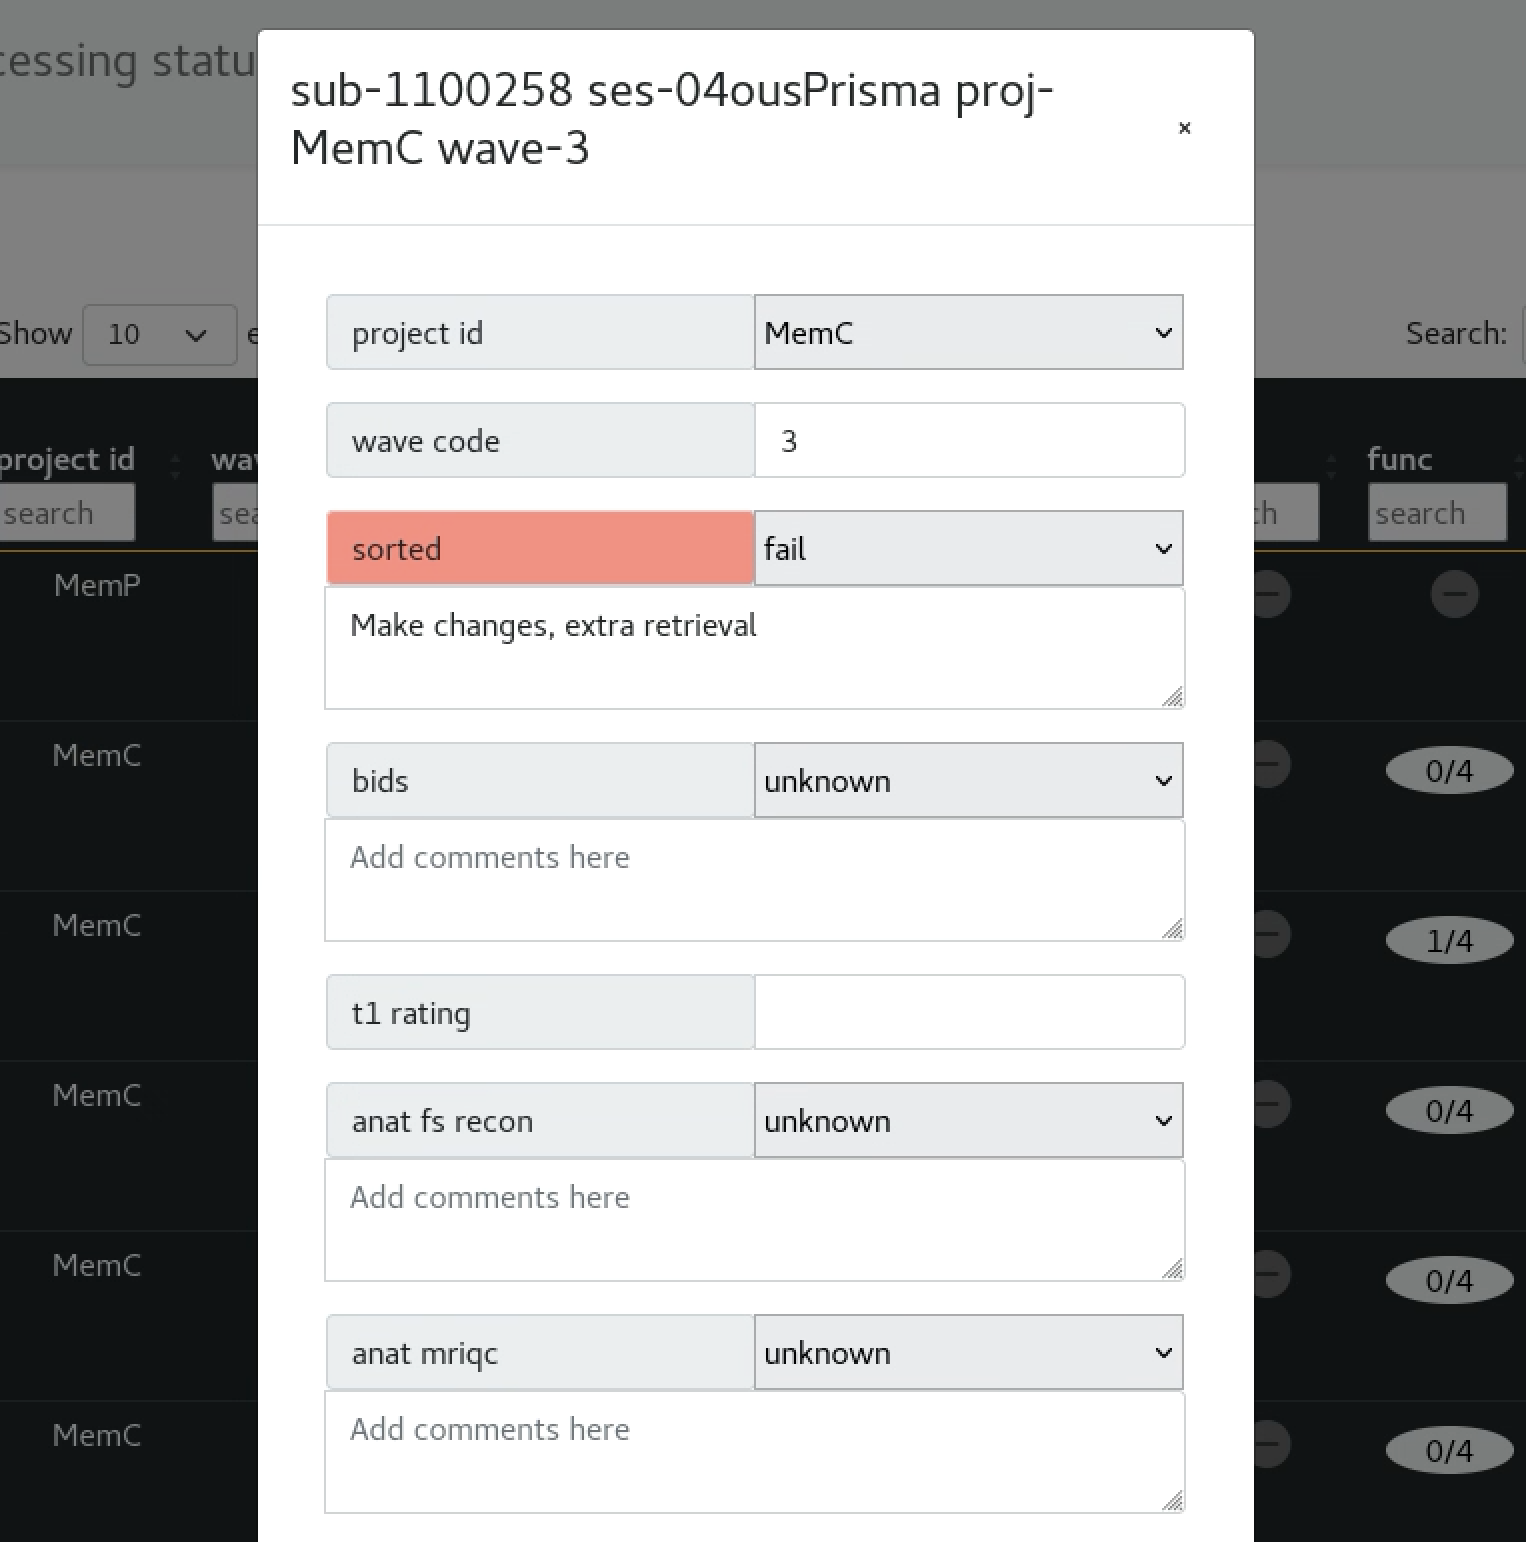 cessing statu
sub-1100258 ses-04ousPrisma proj-
MemC wave-3
×
Show 10 e
Search:
project id
MemC
wave code
3
sorted
fail
Make changes, extra retrieval
bids
unknown
Add comments here
t1 rating
anat fs recon
unknown
Add comments here
anat mriqc
unknown
Add comments here
project id
wav
func
search
sea
ch
search
MemP
MemC
0/4
MemC
1/4
MemC
0/4
MemC
0/4
MemC
0/4